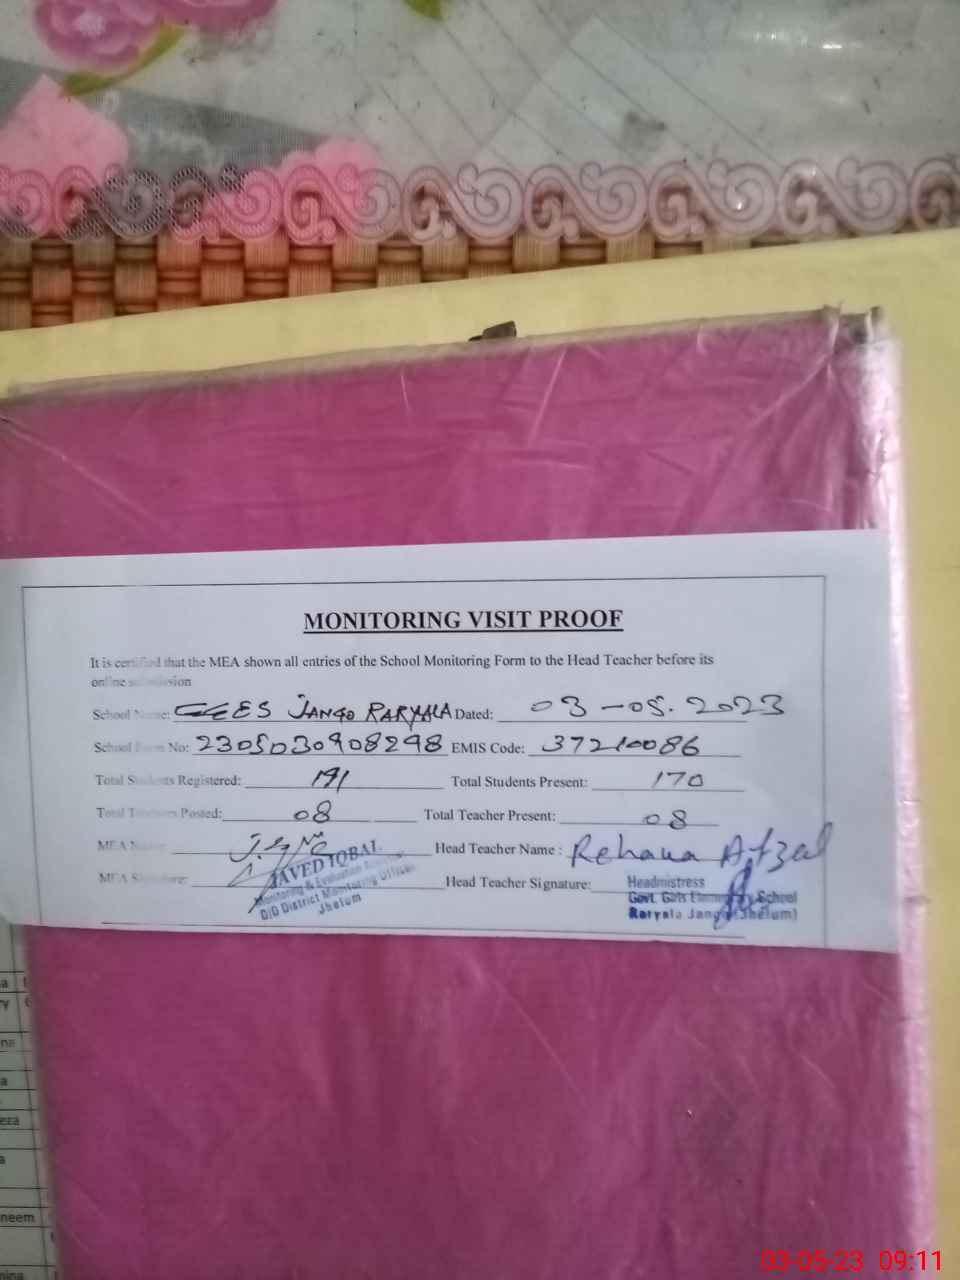 MONITORING VISIT PROOF
It is certified that the MEA shown all entries of the School Monitoring Form to the Head Teacher before its
online submission
School Name: GGES JANGO RARYALA Dated: 03-05.2023
School Form No: 2305030908298 EMIS Code: 37210086
Total Students Registered: 191 Total Students Present: 170
Total Teachers Posted: 08 Total Teacher Present: 08
MEA Name: Head Teacher Name: Rehana Afzal
MEA Signature: Head Teacher Signature:
JAVED IQBAL
Monitoring & Evaluation
O/O District Monitoring Officer
Jhelum
Headmistress
Govt. Girls Elementary School
Raryala Jango (Jhelum)
neem
03-05-23 09:11